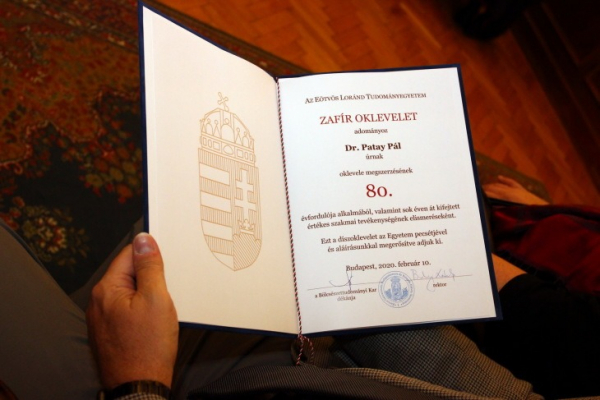 AZ EÖTVÖS LORÁND TUDOMÁNYEGYETEM
ZAFÍR OKLEVELET
adományoz
Dr. Patay Pál
úrnak
oklevele megszerzésének
80.
évfordulója alkalmából, valamint sok éven át kifejtett
értékes szakmai tevékenységének elismeréseként.
Ezt a díszoklevelet az Egyetem pecsétjével
és aláírásunkkal megerősítve adjuk ki.
Budapest, 2020. február 10.
a Bölcsészettudományi Kar
dékánja
rektor